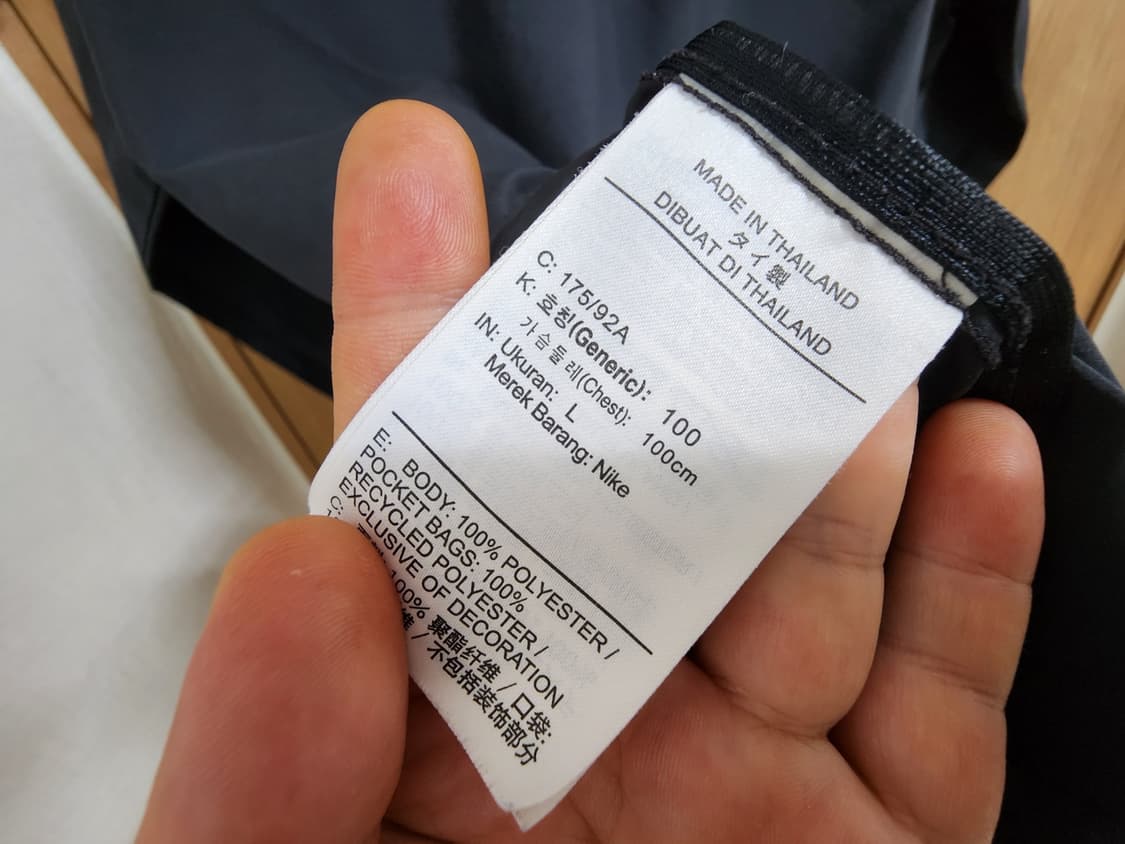 MADE IN THAILAND
タイ製
DIBUAT DI THAILAND
C: 175/92A
K: 호칭(Generic): 100
가슴둘레(Chest): 100cm
IN: Ukuran: L
Merek Barang: Nike
E: BODY: 100% POLYESTER /
POCKET BAGS: 100%
RECYCLED POLYESTER /
EXCLUSIVE OF DECORATION
100% 聚酯纤维 / 口袋:
维 / 不包括装饰部分